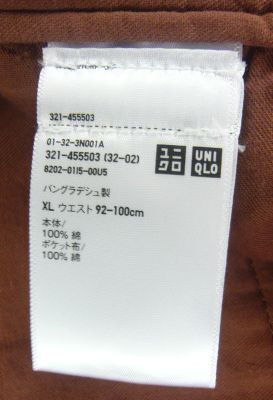 321-455503
01-32-3N001A
321-455503 (32-02)
8202-0115-00U5
ユニ
クロ
UNI
QLO
バングラデシュ製
XL ウエスト 92-100cm
本体/
100% 綿
ポケット布/
100% 綿